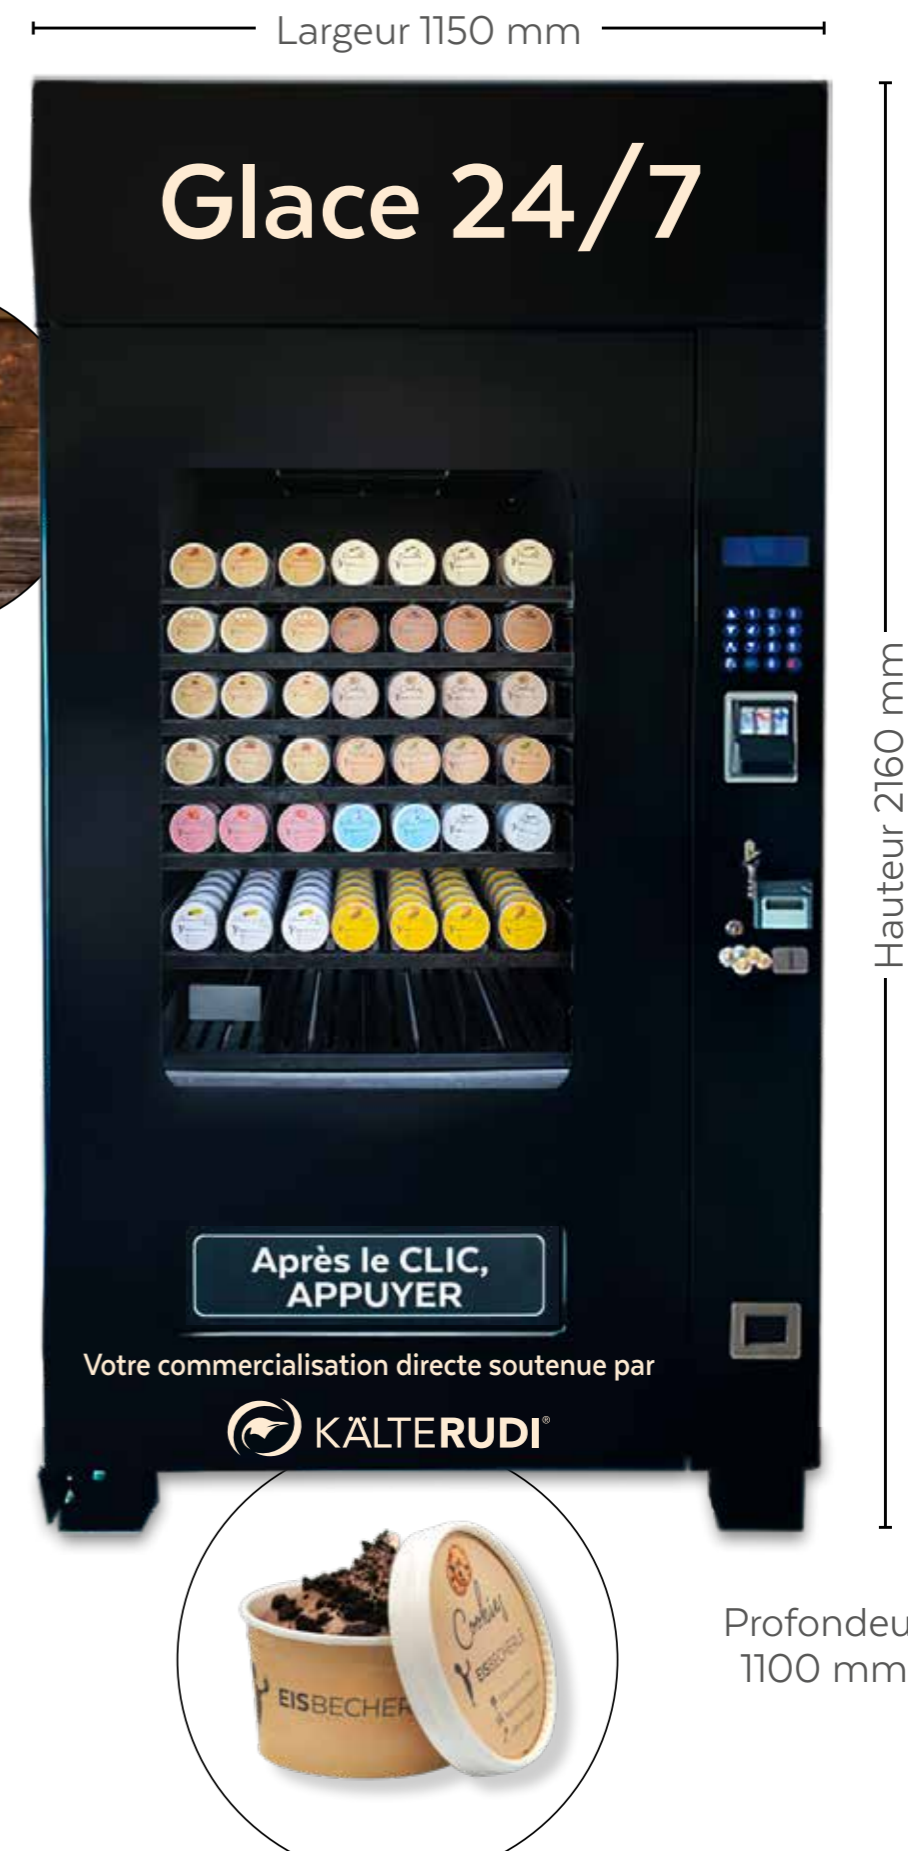 Largeur 1150 mm
Glace 24/7
Hauteur 2160 mm
Après le CLIC,
APPUYER
Votre commercialisation directe soutenue par
KÄLTERUDI®
Cookies
EISBECHERLE
EISBECHER
Profondeu
1100 mm